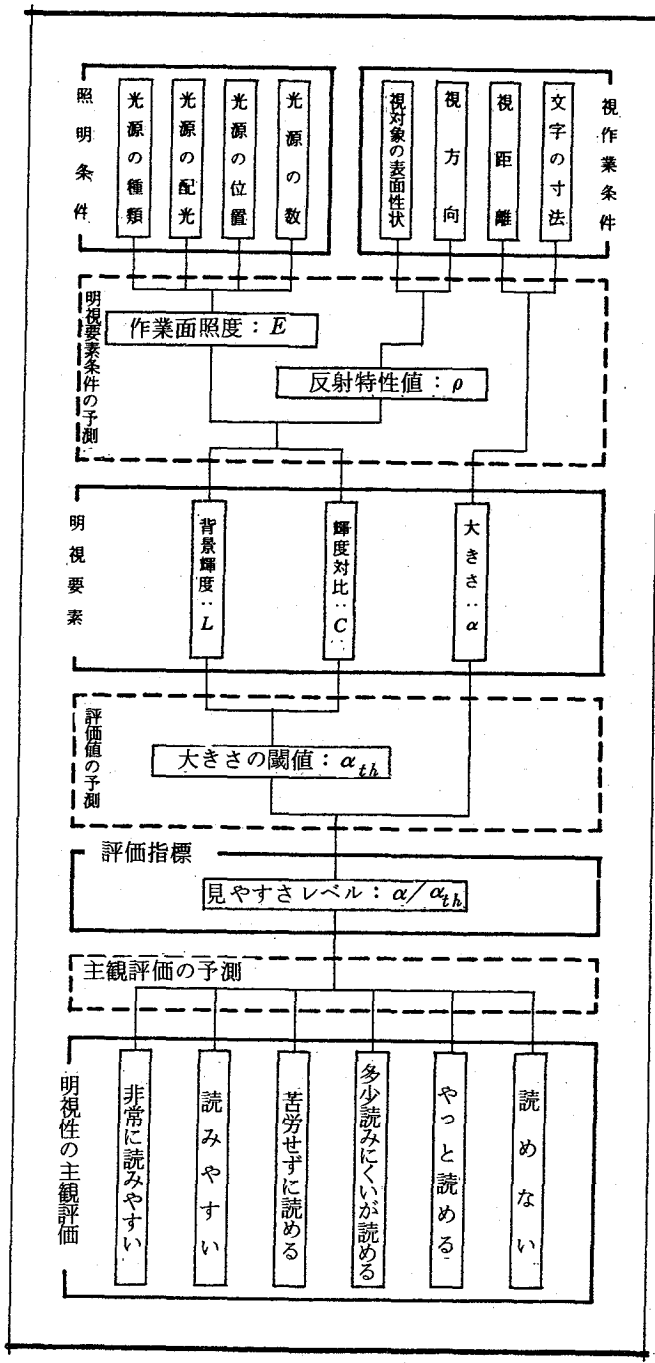 照明条件
光源の種類
光源の配光
光源の位置
光源の数
視対象の表面性状
視方向
視距離
文字の寸法
視作業条件
明視要素条件の予測
作業面照度：E
反射特性値：ρ
明視要素
背景輝度：L
輝度対比：C
大きさ：α
評価値の予測
大きさの閾値：αth
評価指標
見やすさレベル：α/αth
主観評価の予測
明視性の主観評価
非常に読みやすい
読みやすい
苦労せずに読める
多少読みにくいが読める
やっと読める
読めない